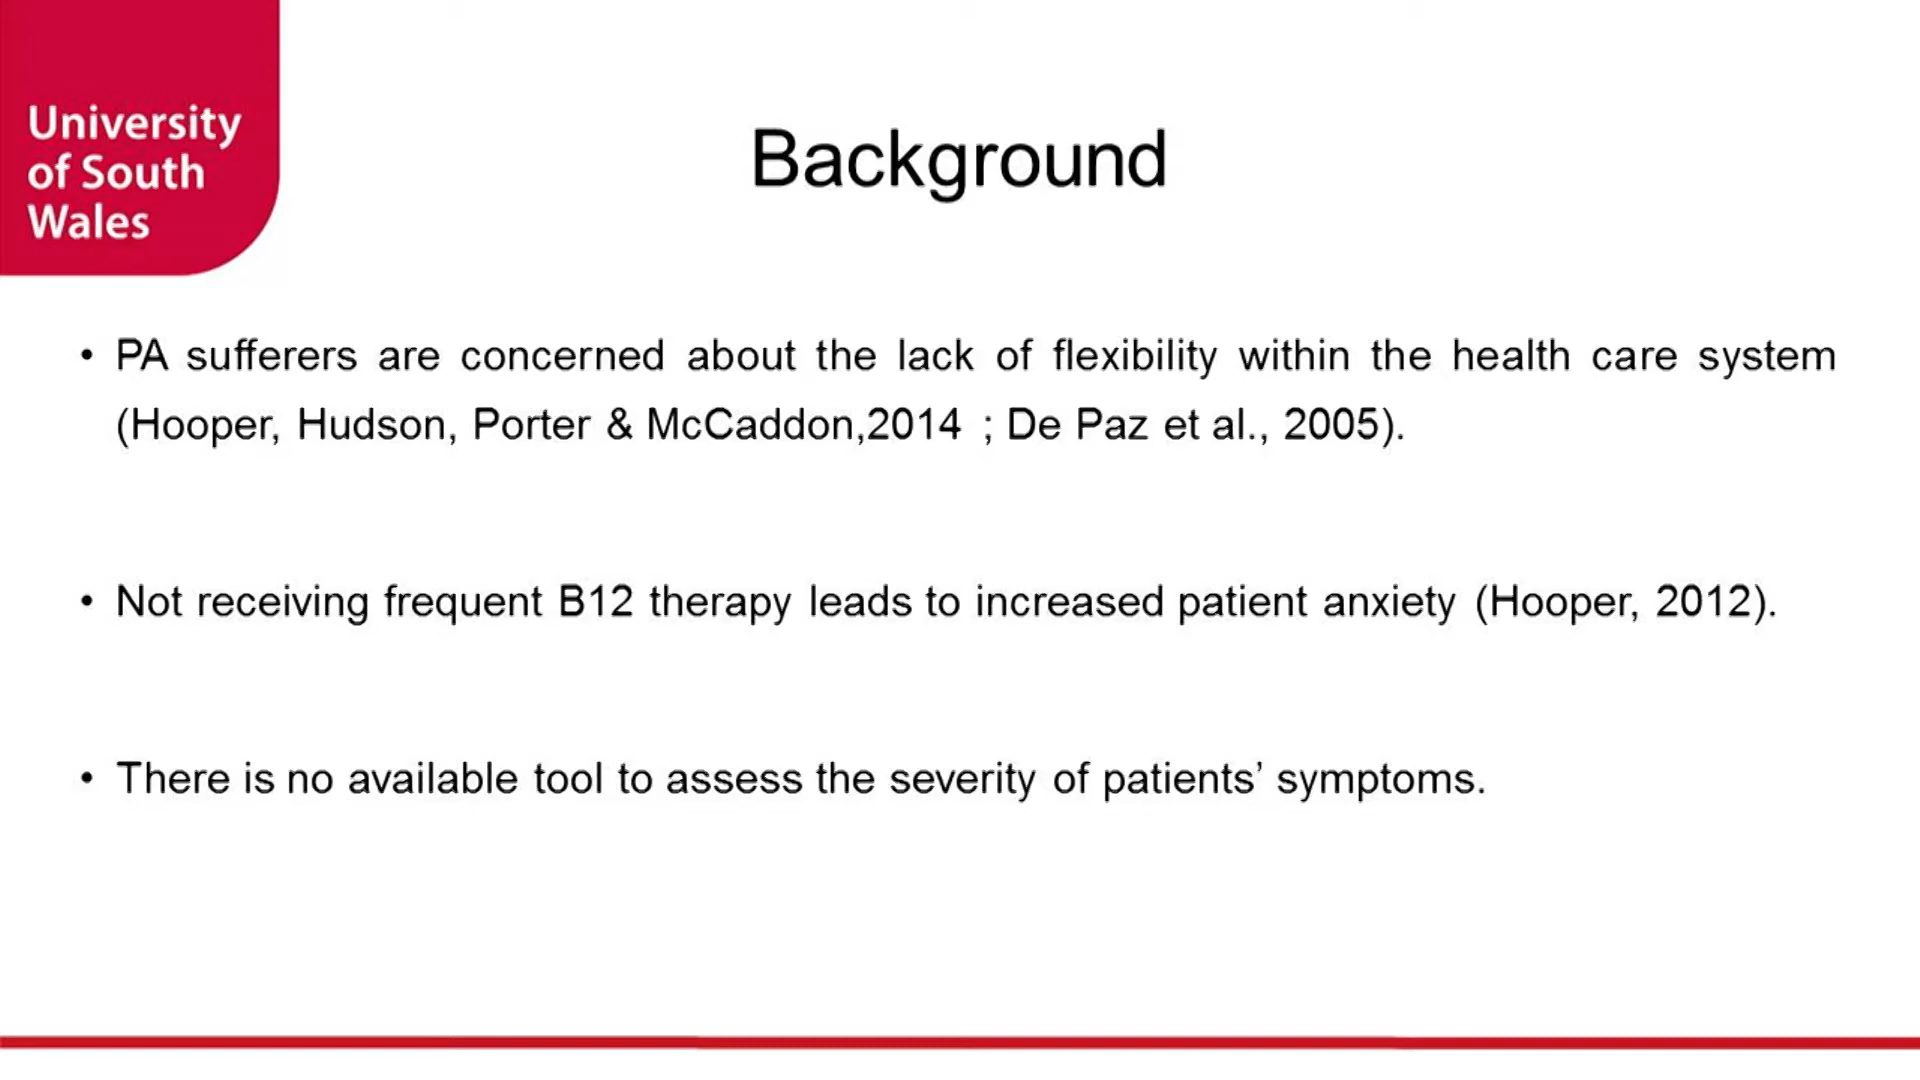 University
of South
Wales
Background
• PA sufferers are concerned about the lack of flexibility within the health care system
(Hooper, Hudson, Porter & McCaddon,2014 ; De Paz et al., 2005).
• Not receiving frequent B12 therapy leads to increased patient anxiety (Hooper, 2012).
• There is no available tool to assess the severity of patients’ symptoms.